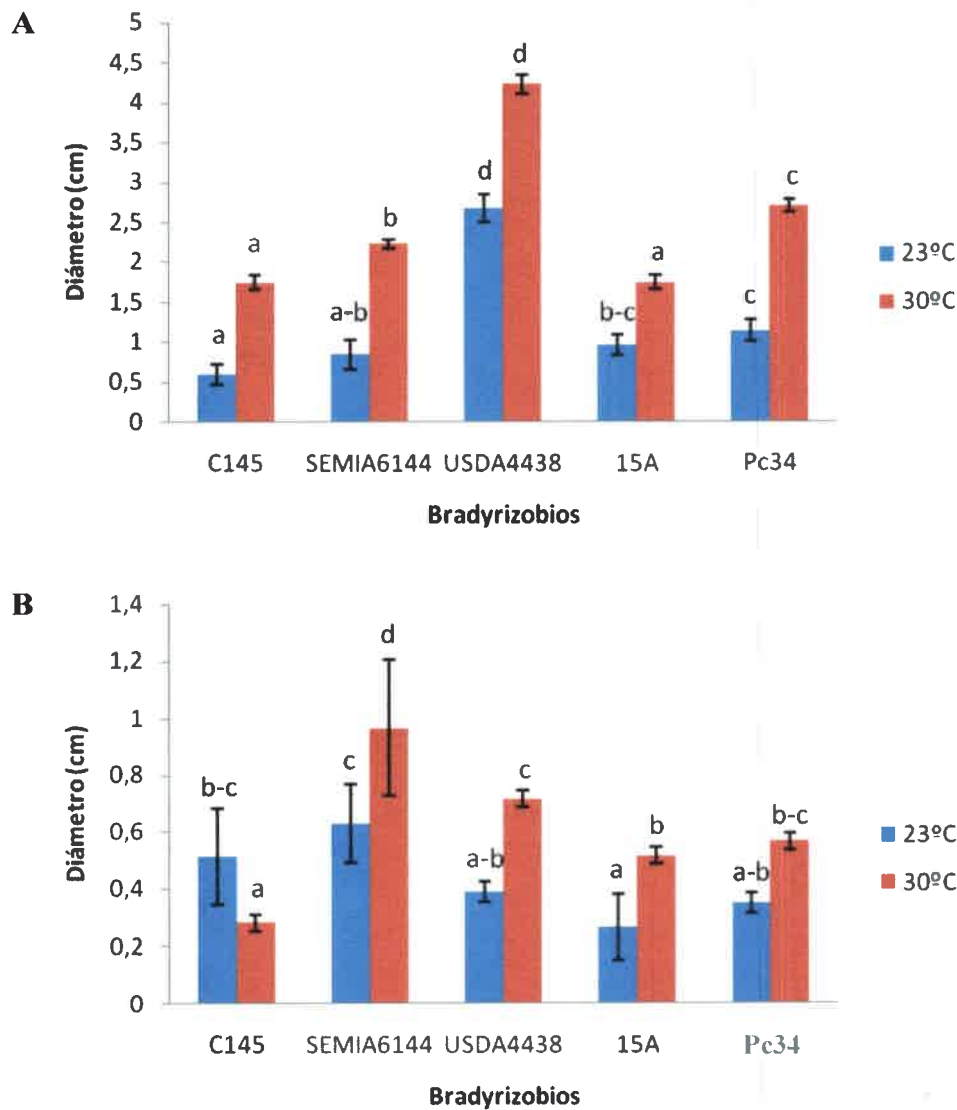 A
5
4,5
4
3,5
3
2,5
2
1,5
1
0,5
0
Diámetro (cm)
a
a
a-b
b
d
d
b-c
a
c
c
23ºC
30ºC
C145
SEMIA6144
USDA4438
15A
Pc34
Bradyrizobios
B
1,4
1,2
1
0,8
0,6
0,4
0,2
0
Diámetro (cm)
b-c
a
c
d
a-b
c
a
b
a-b
b-c
23ºC
30ºC
C145
SEMIA6144
USDA4438
15A
Pc34
Bradyrizobios